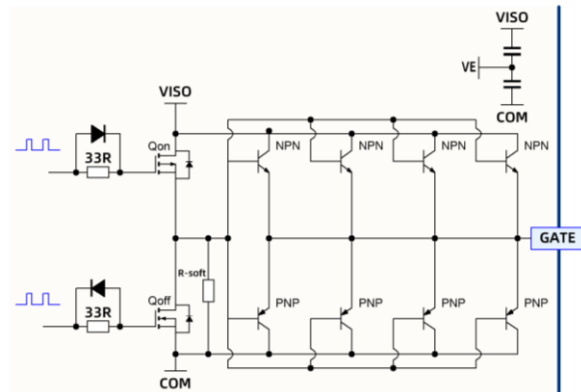 VISO
VE
COM
VISO
33R
Qon
NPN
NPN
NPN
NPN
GATE
R-soft
33R
Qoff
PNP
PNP
PNP
PNP
COM